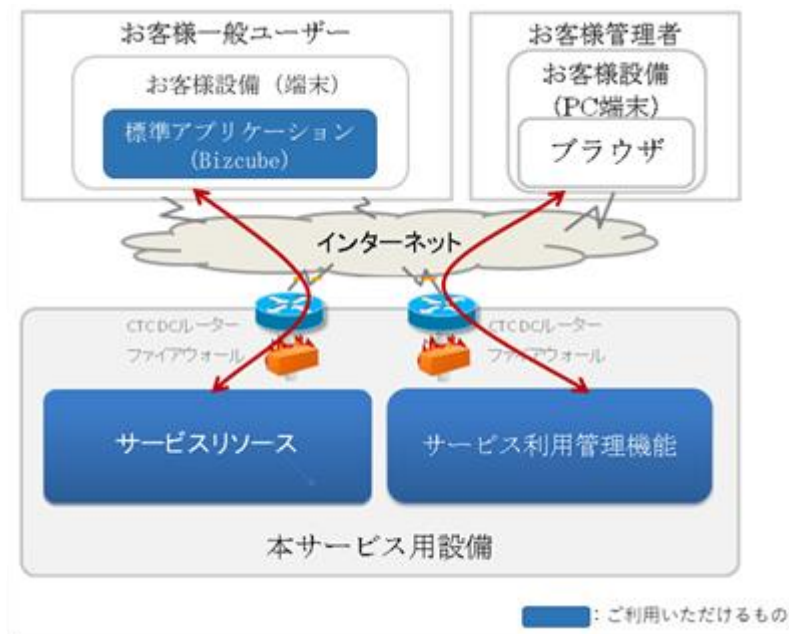 お客様一般ユーザー
お客様設備（端末）
標準アプリケーション
(Bizcube)
お客様管理者
お客様設備
(PC端末)
ブラウザ
インターネット
CTCDCルーター
ファイアウォール
CTCDCルーター
ファイアウォール
サービスリソース
サービス利用管理機能
本サービス用設備
：ご利用いただけるもの